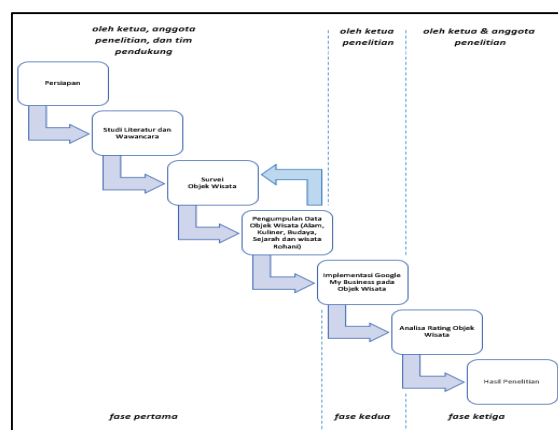 oleh ketua, anggota
penelitian, dan tim
pendukung
oleh ketua
penelitian
oleh ketua & anggota
penelitian
Persiapan
Studi Literatur dan
Wawancara
Survei
Objek Wisata
Pengumpulan Data
Objek Wisata (Alam,
Kuliner, Budaya,
Sejarah dan wisata
Rohani)
Implementasi Google
My Business pada
Objek Wisata
Analisa Rating Objek
Wisata
Hasil Penelitian
fase pertama
fase kedua
fase ketiga